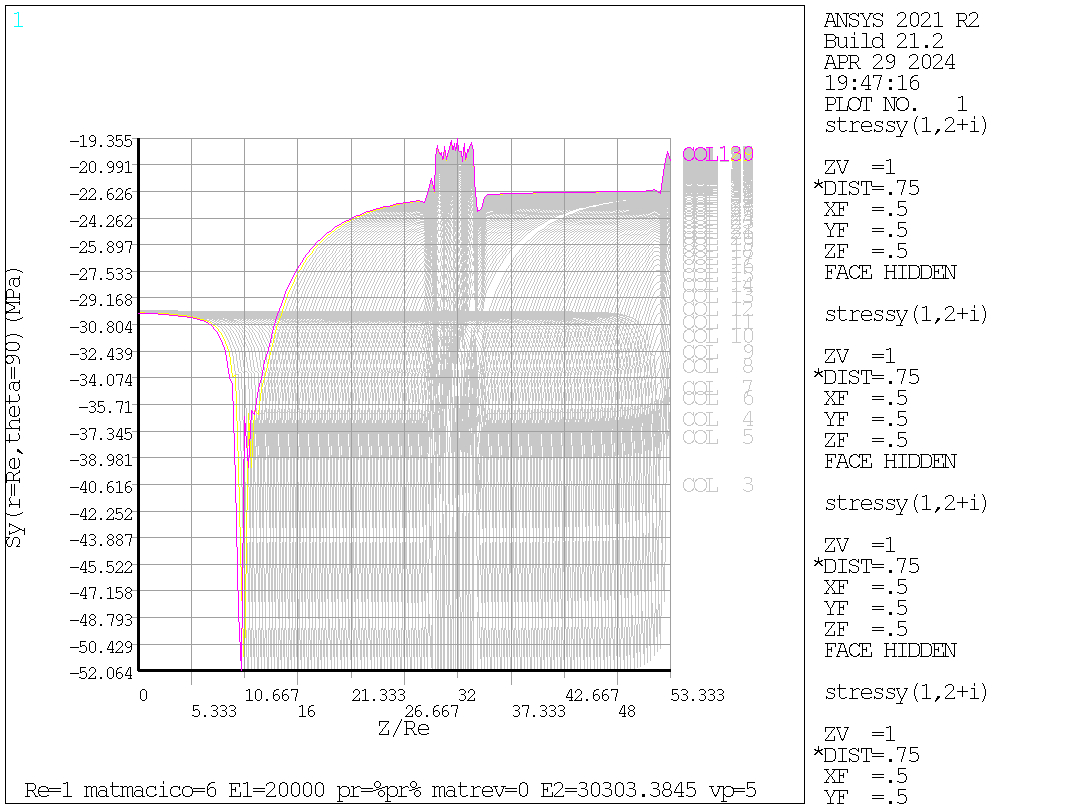 1
ANSYS 2021 R2
Build 21.2
APR 29 2024
19:47:16
PLOT NO. 1
stressy(1,2+i)
ZV =1
*DIST=.75
XF =.5
YF =.5
ZF =.5
FACE HIDDEN
stressy(1,2+i)
ZV =1
*DIST=.75
XF =.5
YF =.5
ZF =.5
FACE HIDDEN
stressy(1,2+i)
ZV =1
*DIST=.75
XF =.5
YF =.5
ZF =.5
FACE HIDDEN
stressy(1,2+i)
ZV =1
*DIST=.75
XF =.5
YF =.5
Sy(r=Re,theta=90)(MPa)
-19.355
-20.991
-22.626
-24.262
-25.897
-27.533
-29.168
-30.804
-32.439
-34.074
-35.71
-37.345
-38.981
-40.616
-42.252
-43.887
-45.522
-47.158
-48.793
-50.429
-52.064
COL130
COL 10
COL 9
COL 8
COL 7
COL 6
COL 4
COL 5
COL 3
0 10.667 21.333 32 42.667 53.333
5.333 16 26.667 37.333 48
Z/Re
Re=1 matmacico=6 E1=20000 pr=%pr% matrev=0 E2=30303.3845 vp=5